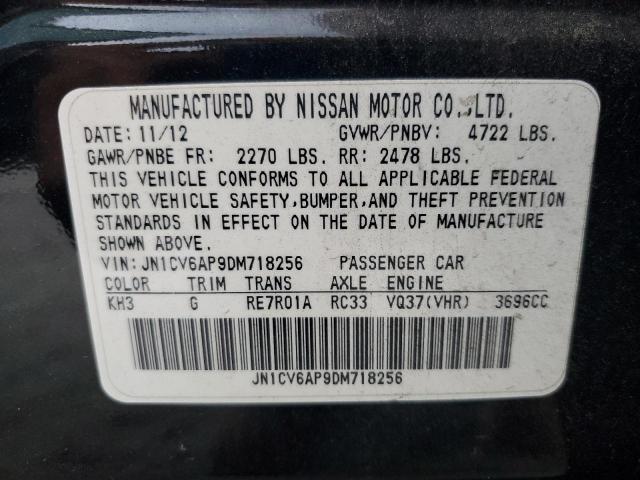 MANUFACTURED BY NISSAN MOTOR CO.,LTD.
DATE: 11/12 GVWR/PNBV: 4722 LBS.
GAWR/PNBE FR: 2270 LBS. RR: 2478 LBS.
THIS VEHICLE CONFORMS TO ALL APPLICABLE FEDERAL
MOTOR VEHICLE SAFETY,BUMPER,AND THEFT PREVENTION
STANDARDS IN EFFECT ON THE DATE OF MANUFACTURE
SHOWN ABOVE.
VIN:JN1CV6AP9DM718256 PASSENGER CAR
COLOR TRIM TRANS AXLE ENGINE
KH3 G RE7R01A RC33 VQ37(VHR) 3696CC
JN1CV6AP9DM718256